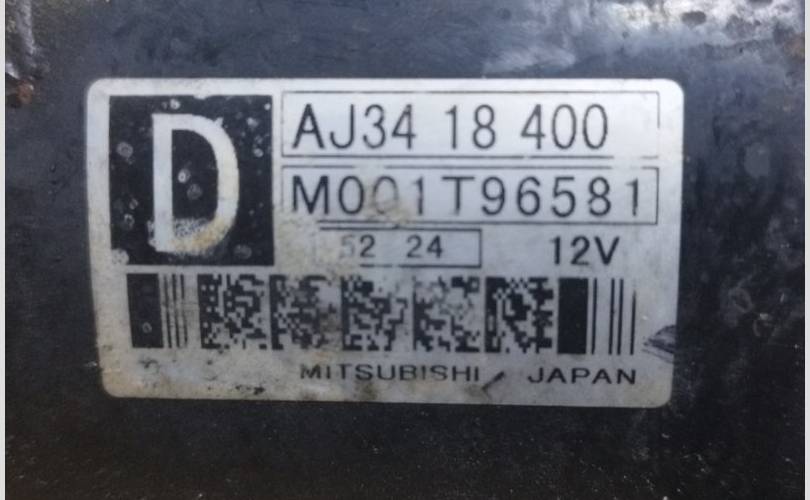 D
AJ34 18 400
M001T96581
52 24 12V
MITSUBISHI JAPAN